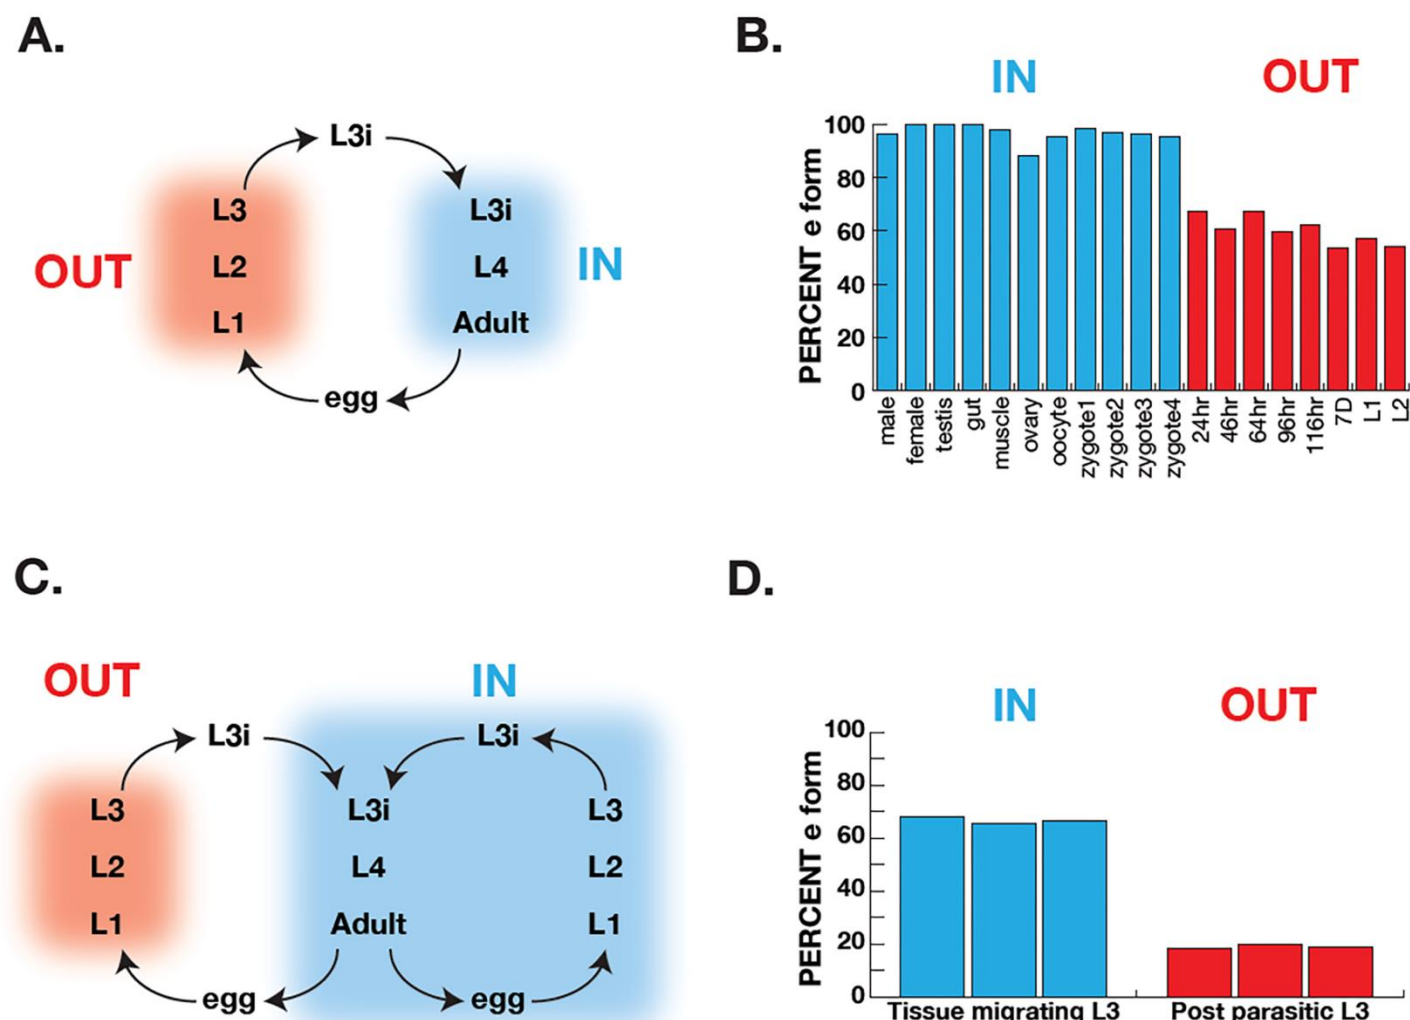 A.
L3i
L3
L2
L1
OUT
L3i
L4
Adult
IN
egg
B.
IN
OUT
PERCENT e form
100
80
60
40
20
0
male
female
testis
gut
muscle
ovary
oocyte
zygote1
zygote2
zygote3
zygote4
24hr
46hr
64hr
96hr
116hr
7D
L1
L2
C.
OUT
IN
L3i
L3i
L3
L2
L1
L3i
L4
Adult
L3
L2
L1
egg
egg
D.
IN
OUT
PERCENT e form
100
80
60
40
20
0
Tissue migrating L3
Post parasitic L3